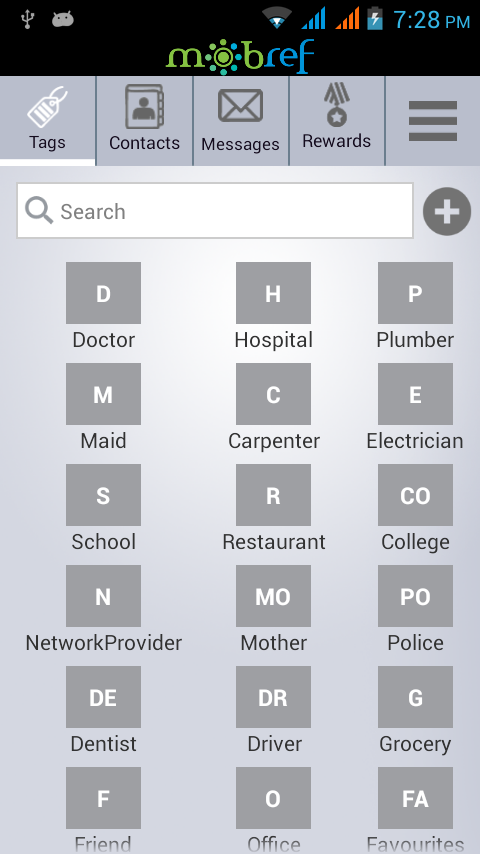 7:28 PM
mobref
Tags
Contacts
Messages
Rewards
Search
D
H
P
Doctor
Hospital
Plumber
M
C
E
Maid
Carpenter
Electrician
S
R
CO
School
Restaurant
College
N
MO
PO
NetworkProvider
Mother
Police
DE
DR
G
Dentist
Driver
Grocery
F
O
FA
Friend
Office
Favourites